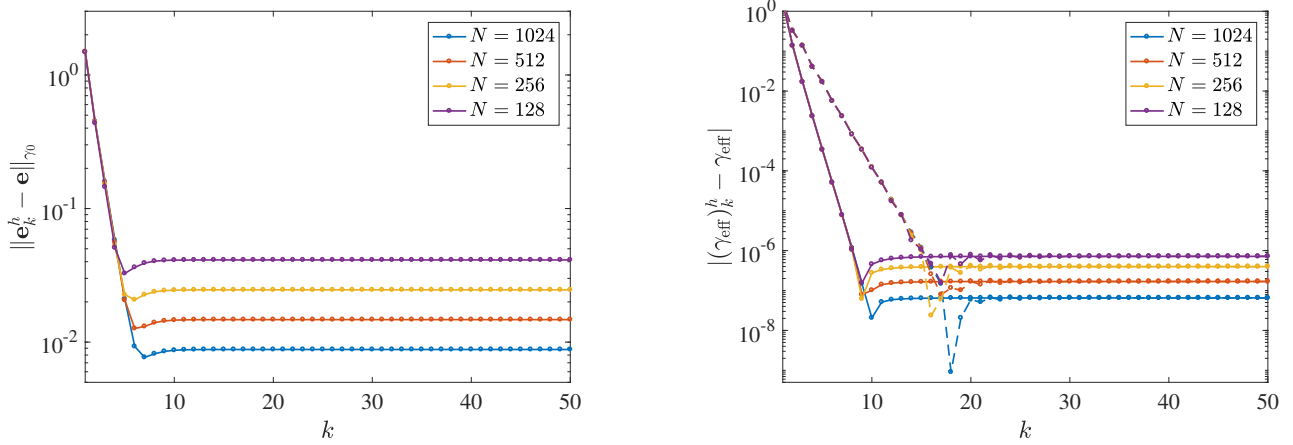 10^0
10^{-1}
10^{-2}
‖e_k^h − e‖_{γ_0}
N = 1024
N = 512
N = 256
N = 128
10 20 30 40 50
k
10^0
10^{-2}
10^{-4}
10^{-6}
10^{-8}
|(γ_eff)_k^h − γ_eff|
N = 1024
N = 512
N = 256
N = 128
10 20 30 40 50
k